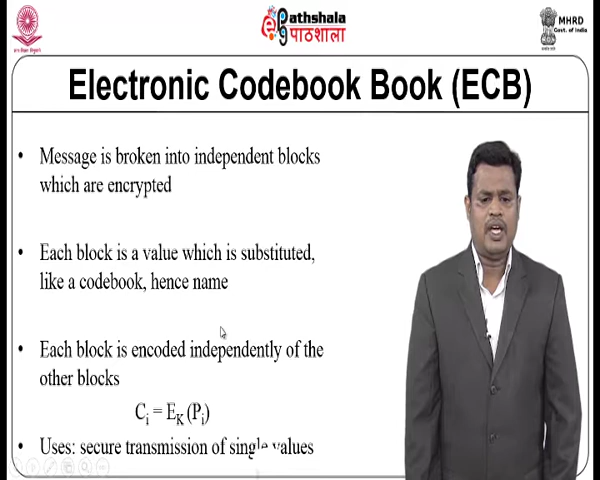 Pathshala
पाठशाला
MHRD
Govt. of India
Electronic Codebook Book (ECB)
• Message is broken into independent blocks
which are encrypted
• Each block is a value which is substituted,
like a codebook, hence name
• Each block is encoded independently of the
other blocks
Cᵢ = E_K (Pᵢ)
• Uses: secure transmission of single values